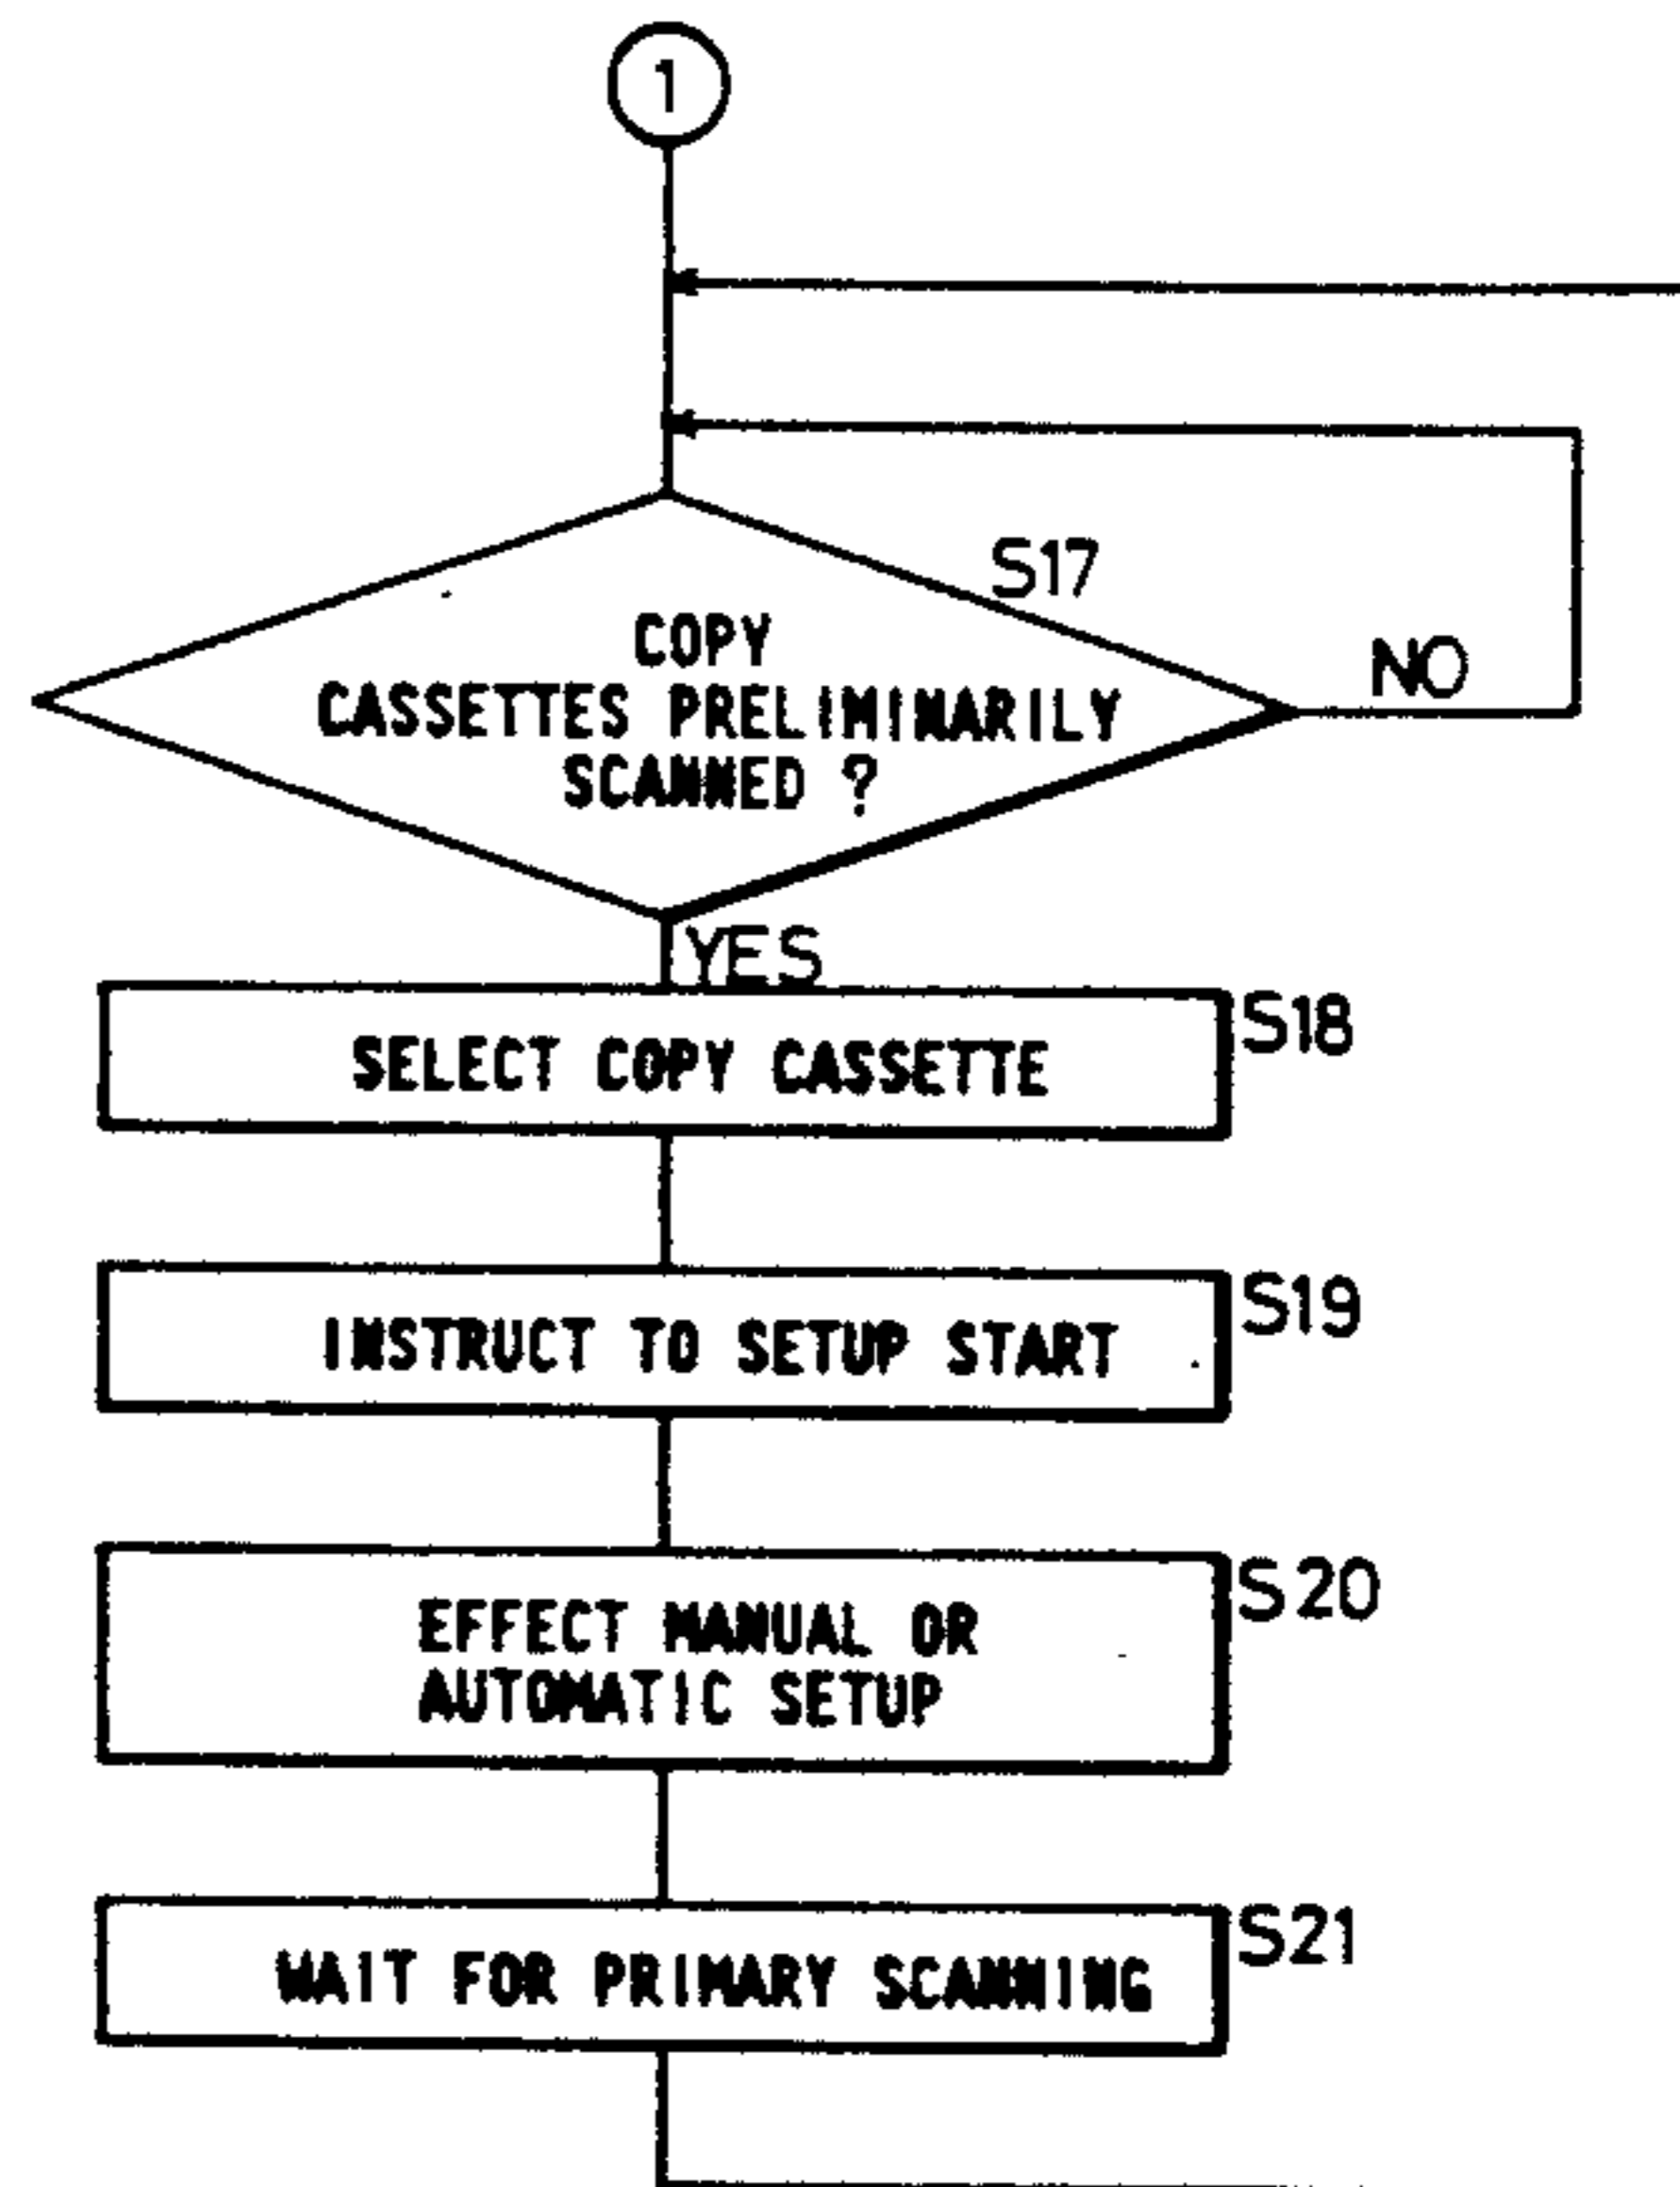 1
S17
COPY
CASSETTES PRELIMINARILY
SCANNED ?
NO
YES
S18
SELECT COPY CASSETTE
S19
INSTRUCT TO SETUP START
S20
EFFECT MANUAL OR
AUTOMATIC SETUP
S21
WAIT FOR PRIMARY SCANNING